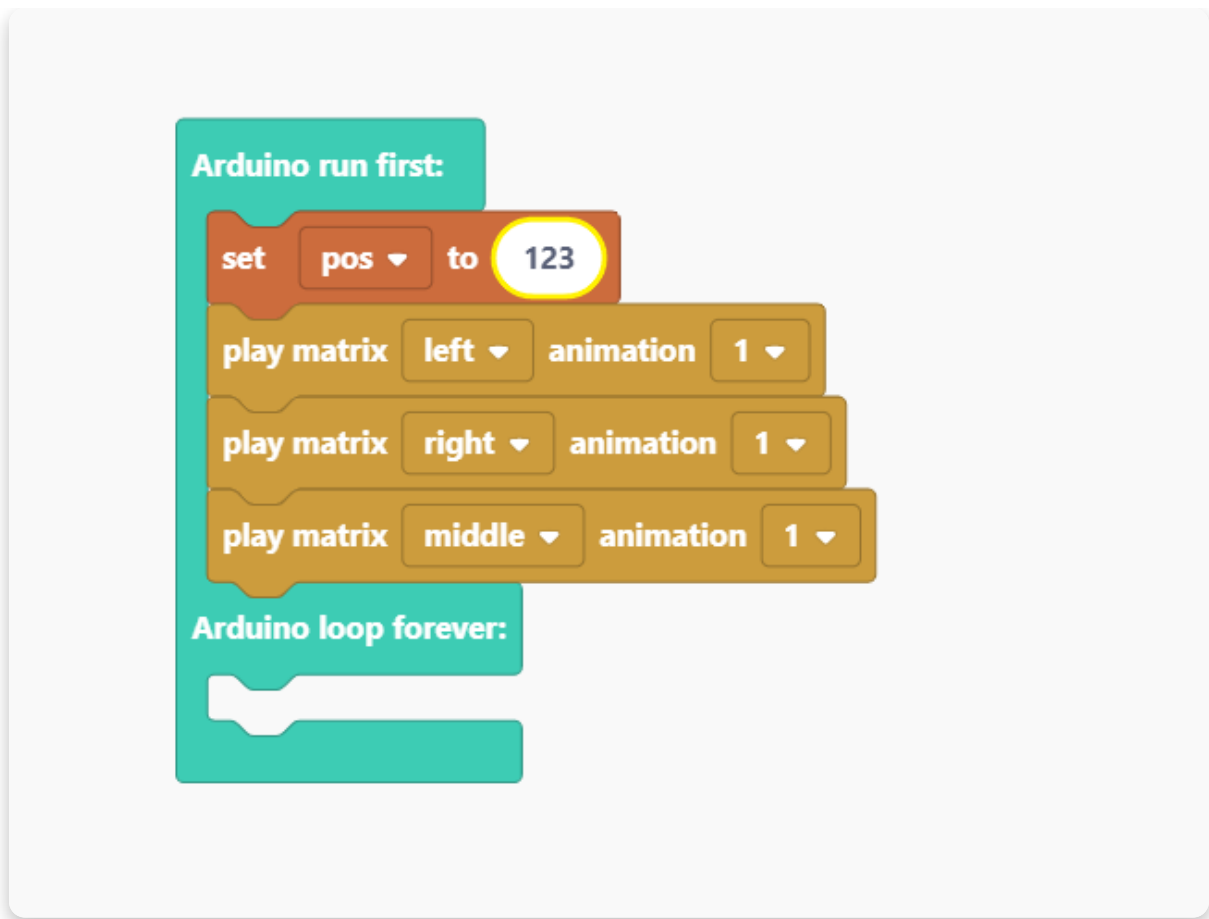 Arduino run first:
set pos to 123
play matrix left animation 1
play matrix right animation 1
play matrix middle animation 1
Arduino loop forever: